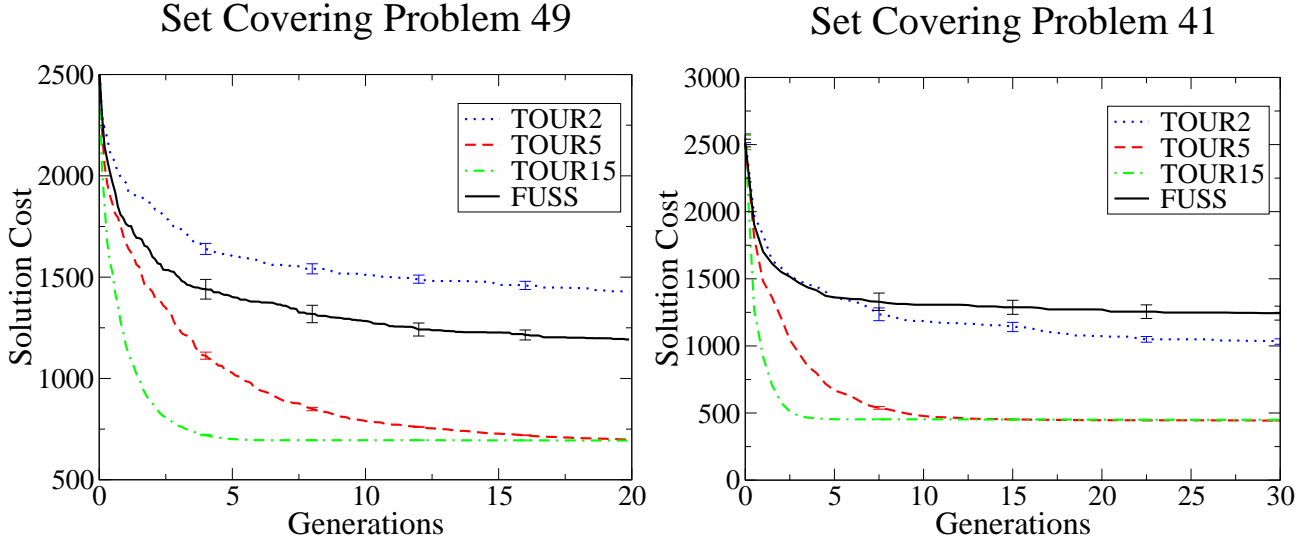 Set Covering Problem 49
Solution Cost
2500
2000
1500
1000
500
TOUR2
TOUR5
TOUR15
FUSS
0 5 10 15 20
Generations
Set Covering Problem 41
Solution Cost
3000
2500
2000
1500
1000
500
0
TOUR2
TOUR5
TOUR15
FUSS
0 5 10 15 20 25 30
Generations